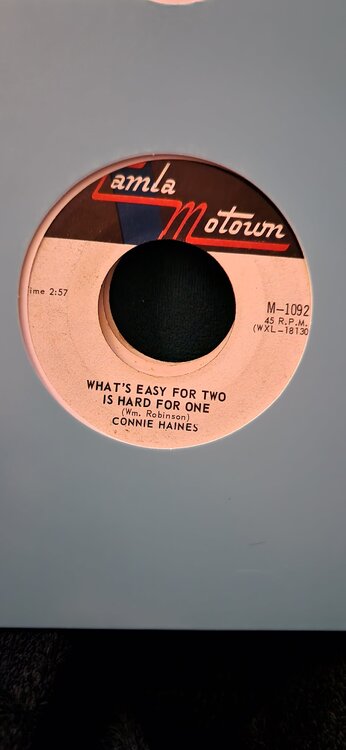 Tamla
Motown
ime 2:57
M-1092
45 R.P.M.
(WXL-18130
WHAT'S EASY FOR TWO
IS HARD FOR ONE
(Wm. Robinson)
CONNIE HAINES